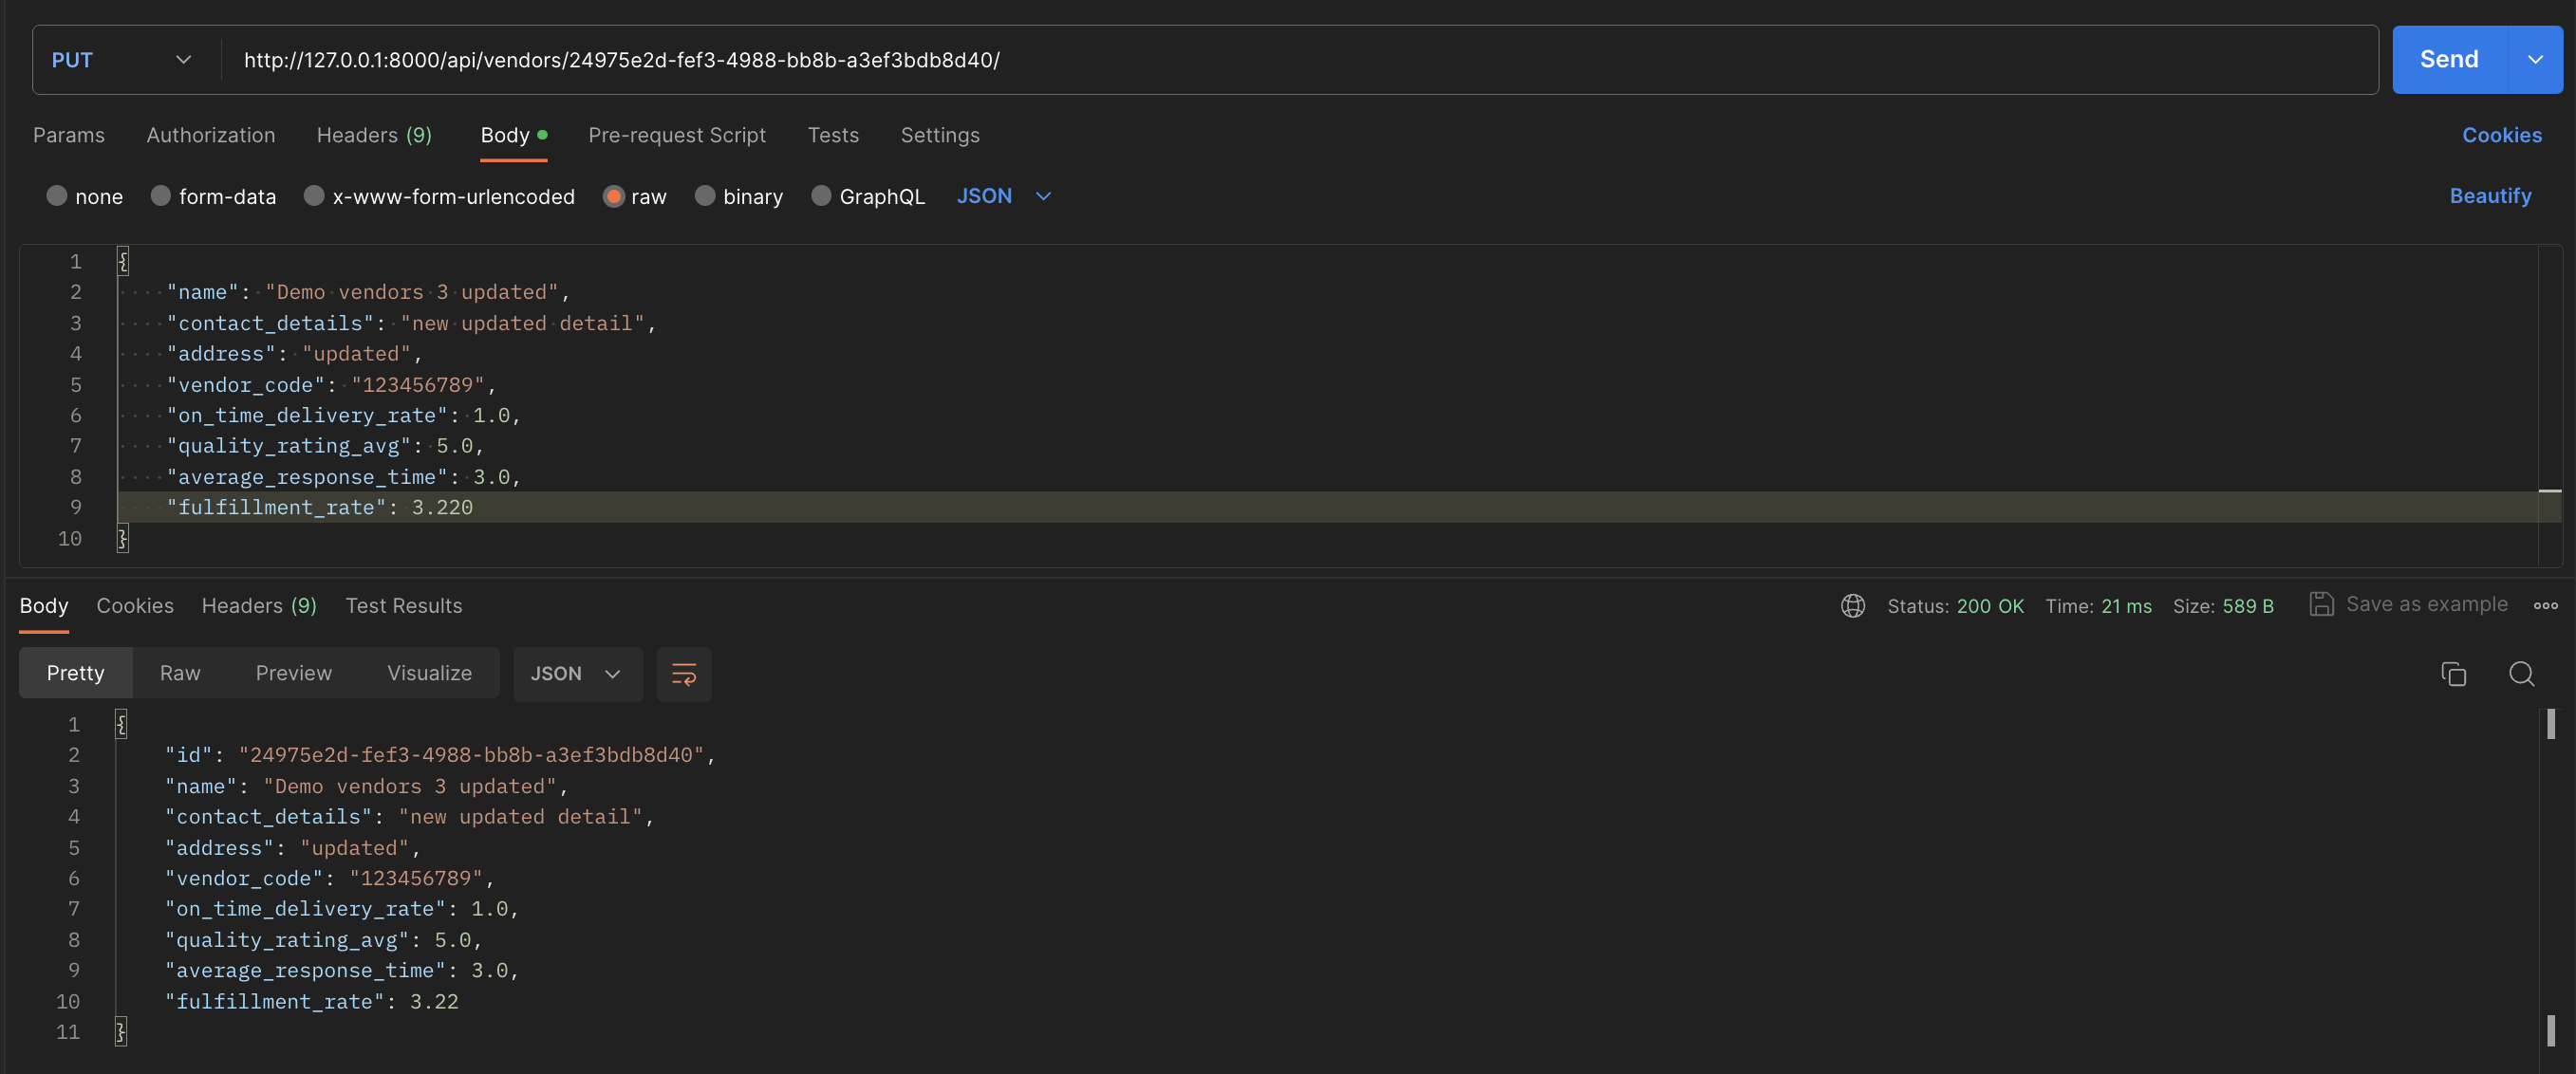 PUT http://127.0.0.1:8000/api/vendors/24975e2d-fef3-4988-bb8b-a3ef3bdb8d40/ Send
Params Authorization Headers (9) Body Pre-request Script Tests Settings Cookies
none form-data x-www-form-urlencoded raw binary GraphQL JSON Beautify
1 {
2 "name": "Demo vendors 3 updated",
3 "contact_details": "new updated detail",
4 "address": "updated",
5 "vendor_code": "123456789",
6 "on_time_delivery_rate": 1.0,
7 "quality_rating_avg": 5.0,
8 "average_response_time": 3.0,
9 "fulfillment_rate": 3.220
10 }
Body Cookies Headers (9) Test Results Status: 200 OK Time: 21 ms Size: 589 B Save as example
Pretty Raw Preview Visualize JSON
1 {
2 "id": "24975e2d-fef3-4988-bb8b-a3ef3bdb8d40",
3 "name": "Demo vendors 3 updated",
4 "contact_details": "new updated detail",
5 "address": "updated",
6 "vendor_code": "123456789",
7 "on_time_delivery_rate": 1.0,
8 "quality_rating_avg": 5.0,
9 "average_response_time": 3.0,
10 "fulfillment_rate": 3.22
11 }